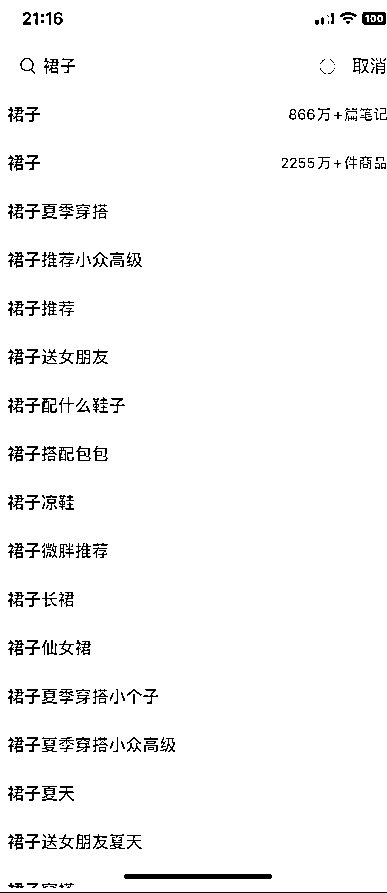 21:16 100
裙子 取消
裙子 866万+篇笔记
裙子 2255万+件商品
裙子夏季穿搭
裙子推荐小众高级
裙子推荐
裙子送女朋友
裙子配什么鞋子
裙子搭配包包
裙子凉鞋
裙子微胖推荐
裙子长裙
裙子仙女裙
裙子夏季穿搭小个子
裙子夏季穿搭小众高级
裙子夏天
裙子送女朋友夏天